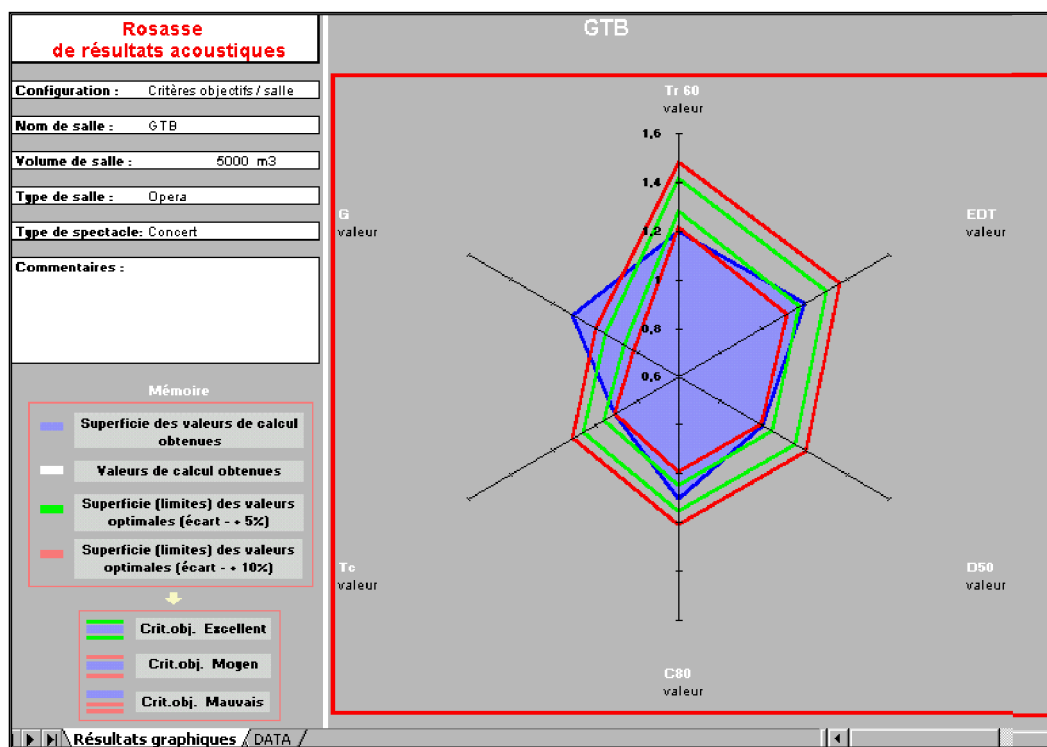 Rosasse
de résultats acoustiques
Configuration : Critères objectifs / salle
Nom de salle : GTB
Volume de salle : 5000 m3
Type de salle : Opera
Type de spectacle: Concert
Commentaires :
Mémoire
Superficie des valeurs de calcul
obtenues
Valeurs de calcul obtenues
Superficie (limites) des valeurs
optimales (écart - + 5%)
Superficie (limites) des valeurs
optimales (écart - + 10%)
Crit.obj. Excellent
Crit.obj. Moyen
Crit.obj. Mauvais
GTB
Tr 60
valeur
1,6
1,4
1,2
1
0,8
0,6
EDT
valeur
D50
valeur
C80
valeur
Tc
valeur
G
valeur
Résultats graphiques / DATA /